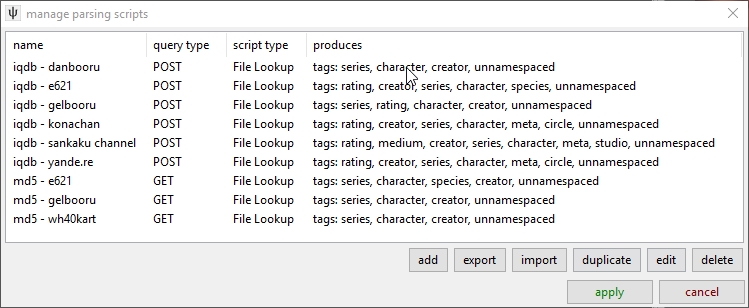 manage parsing scripts
name query type script type produces
iqdb - danbooru POST File Lookup tags: series, character, creator, unnamespaced
iqdb - e621 POST File Lookup tags: rating, creator, series, character, species, unnamespaced
iqdb - gelbooru POST File Lookup tags: series, rating, character, creator, unnamespaced
iqdb - konachan POST File Lookup tags: rating, creator, series, character, meta, circle, unnamespaced
iqdb - sankaku channel POST File Lookup tags: rating, medium, creator, series, character, meta, studio, unnamespaced
iqdb - yande.re POST File Lookup tags: rating, creator, series, character, meta, circle, unnamespaced
md5 - e621 GET File Lookup tags: series, character, species, creator, unnamespaced
md5 - gelbooru GET File Lookup tags: series, character, creator, unnamespaced
md5 - wh40kart GET File Lookup tags: series, character, creator, unnamespaced
add export import duplicate edit delete
apply cancel